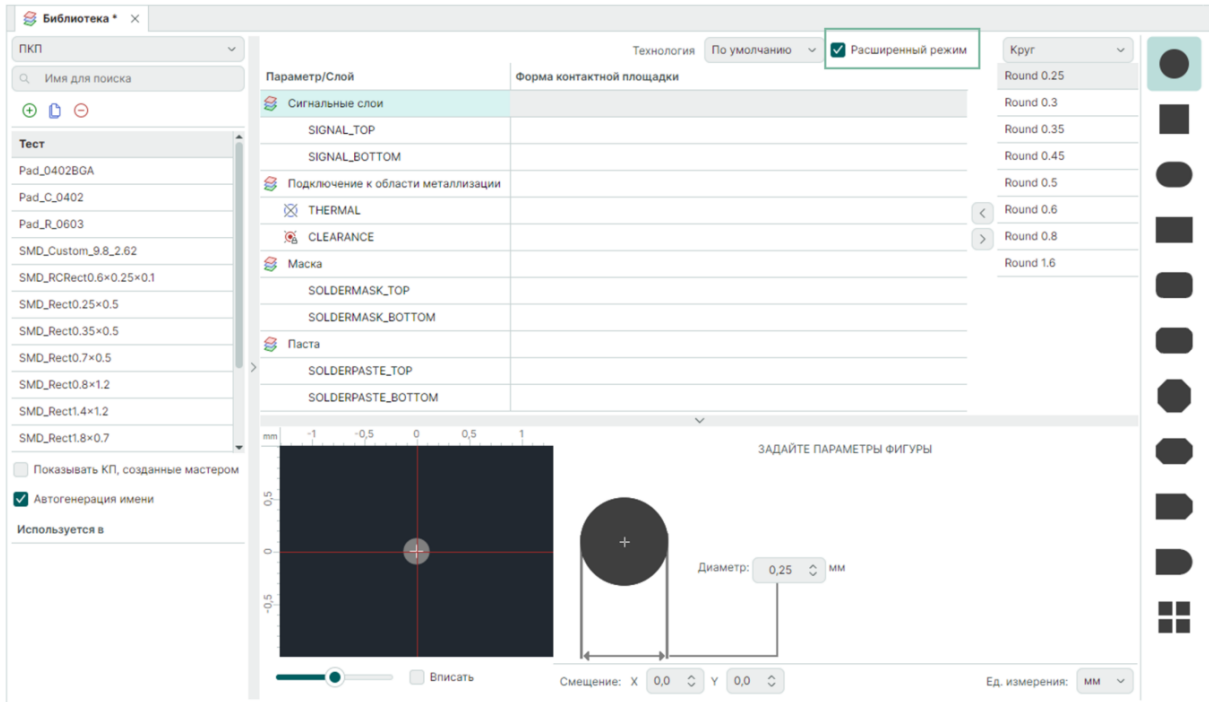 Библиотека *
ПКП
Имя для поиска
Тест
Pad_0402BGA
Pad_C_0402
Pad_R_0603
SMD_Custom_9.8_2.62
SMD_RCRect0.6×0.25×0.1
SMD_Rect0.25×0.5
SMD_Rect0.35×0.5
SMD_Rect0.7×0.5
SMD_Rect0.8×1.2
SMD_Rect1.4×1.2
SMD_Rect1.8×0.7
Показывать КП, созданные мастером
Автогенерация имени
Используется в
Технология По умолчанию Расширенный режим
Параметр/Слой Форма контактной площадки
Сигнальные слои
SIGNAL_TOP
SIGNAL_BOTTOM
Подключение к области металлизации
THERMAL
CLEARANCE
Маска
SOLDERMASK_TOP
SOLDERMASK_BOTTOM
Паста
SOLDERPASTE_TOP
SOLDERPASTE_BOTTOM
Круг
Round 0.25
Round 0.3
Round 0.35
Round 0.45
Round 0.5
Round 0.6
Round 0.8
Round 1.6
mm -1 -0,5 0 0,5 1
0,5
0
-0,5
Вписать
ЗАДАЙТЕ ПАРАМЕТРЫ ФИГУРЫ
Диаметр: 0,25 мм
Смещение: X 0,0 Y 0,0
Ед. измерения: мм